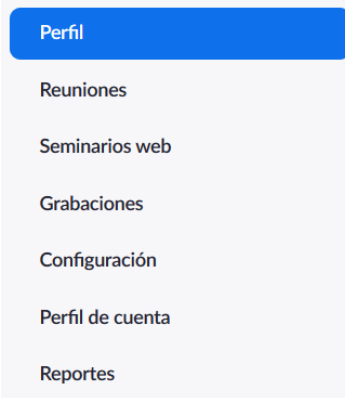 Perfil
Reuniones
Seminarios web
Grabaciones
Configuración
Perfil de cuenta
Reportes